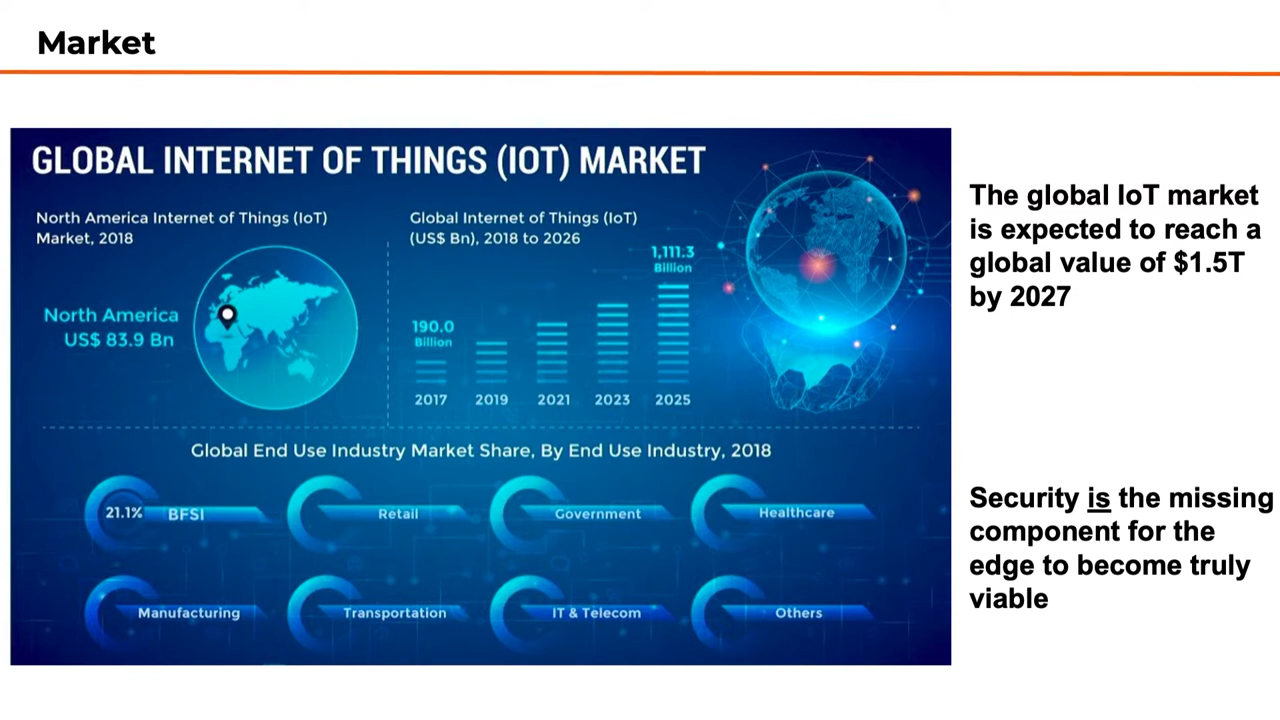 Market
GLOBAL INTERNET OF THINGS (IOT) MARKET
North America Internet of Things (IoT)
Market, 2018
North America
US$ 83.9 Bn
Global Internet of Things (IoT)
(US$ Bn), 2018 to 2026
190.0
Billion
1,111.3
Billion
2017 2019 2021 2023 2025
Global End Use Industry Market Share, By End Use Industry, 2018
21.1% BFSI
Retail
Government
Healthcare
Manufacturing
Transportation
IT & Telecom
Others
The global IoT market
is expected to reach a
global value of $1.5T
by 2027
Security is the missing
component for the
edge to become truly
viable